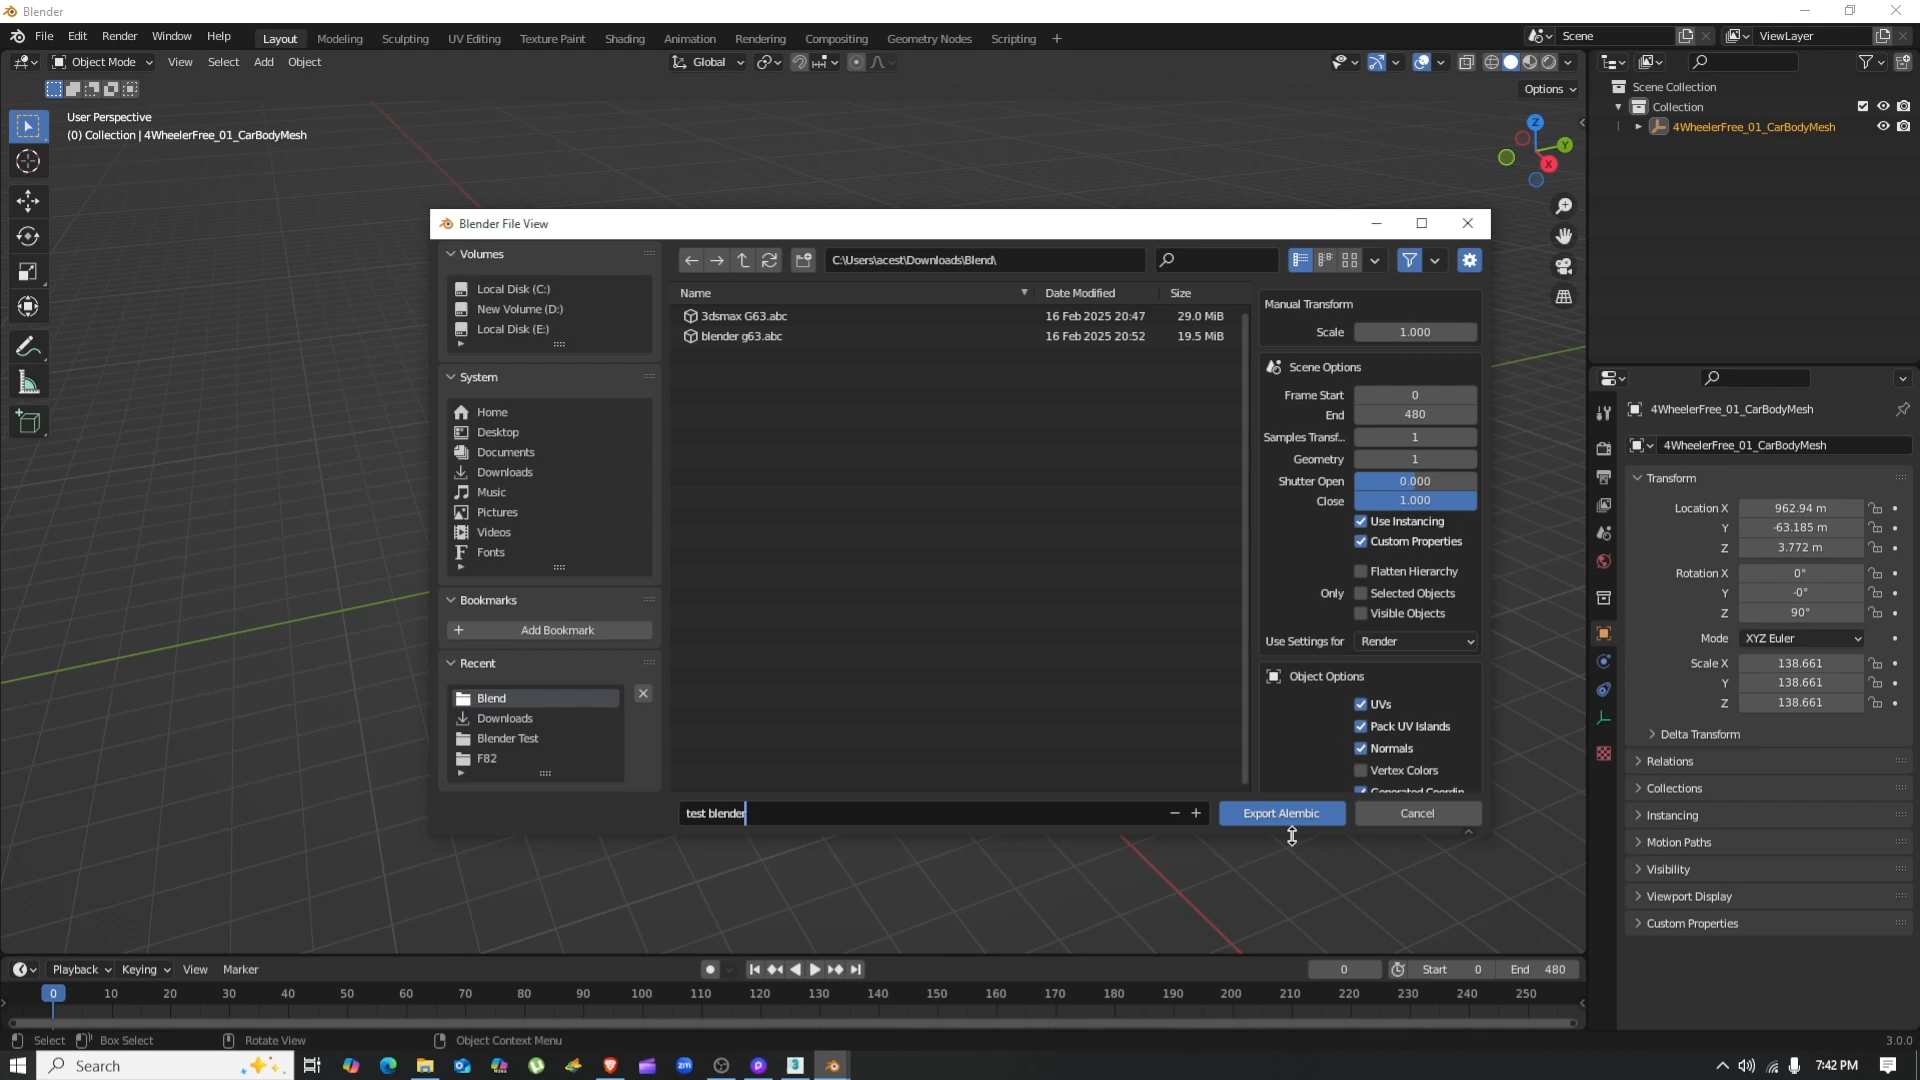 Blender
File Edit Render Window Help Layout Modeling Sculpting UV Editing Texture Paint Shading Animation Rendering Compositing Geometry Nodes Scripting + Scene ViewLayer
Object Mode View Select Add Object Global
Options
User Perspective
(0) Collection | 4WheelerFree_01_CarBodyMesh
Z
Y
X
Scene Collection
Collection
4WheelerFree_01_CarBodyMesh
Blender File View
Volumes
Local Disk (C:)
New Volume (D:)
Local Disk (E:)
System
Home
Desktop
Documents
Downloads
Music
Pictures
Videos
Fonts
Bookmarks
+ Add Bookmark
Recent
Blend
Downloads
Blender Test
F82
C:\Users\acest\Downloads\Blend\
Name Date Modified Size
3dsmax G63.abc 16 Feb 2025 20:47 29.0 MiB
blender g63.abc 16 Feb 2025 20:52 19.5 MiB
Manual Transform
Scale 1.000
Scene Options
Frame Start 0
End 480
Samples Transf... 1
Geometry 1
Shutter Open 0.000
Close 1.000
Use Instancing
Custom Properties
Flatten Hierarchy
Only Selected Objects
Visible Objects
Use Settings for Render
Object Options
UVs
Pack UV Islands
Normals
Vertex Colors
Generated Coordin
test blender − + Export Alembic Cancel
4WheelerFree_01_CarBodyMesh
4WheelerFree_01_CarBodyMesh
Transform
Location X 962.94 m
Y -63.185 m
Z 3.772 m
Rotation X 0°
Y -0°
Z 90°
Mode XYZ Euler
Scale X 138.661
Y 138.661
Z 138.661
Delta Transform
Relations
Collections
Instancing
Motion Paths
Visibility
Viewport Display
Custom Properties
Playback Keying View Marker 0 Start 0 End 480
0 10 20 30 40 50 60 70 80 90 100 110 120 130 140 150 160 170 180 190 200 210 220 230 240 250
Select Box Select Rotate View Object Context Menu 3.0.0
Search 7:42 PM